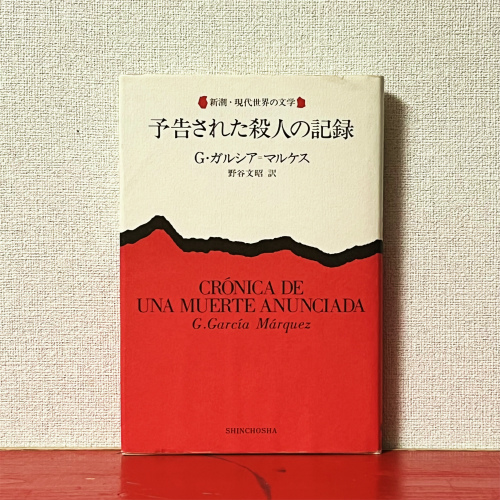 新潮・現代世界の文学
予告された殺人の記録
G・ガルシア=マルケス
野谷文昭 訳
CRÓNICA DE
UNA MUERTE ANUNCIADA
G.García Márquez
SHINCHOSHA